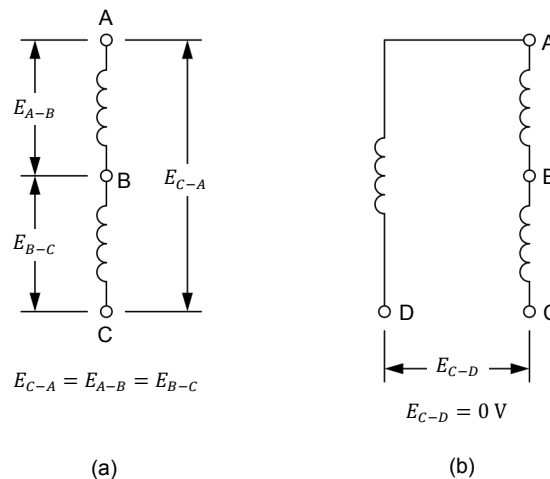 A
E_{A-B}
B
E_{C-A}
E_{B-C}
C
E_{C-A} = E_{A-B} = E_{B-C}
(a)
A
B
D
C
E_{C-D}
E_{C-D} = 0 V
(b)